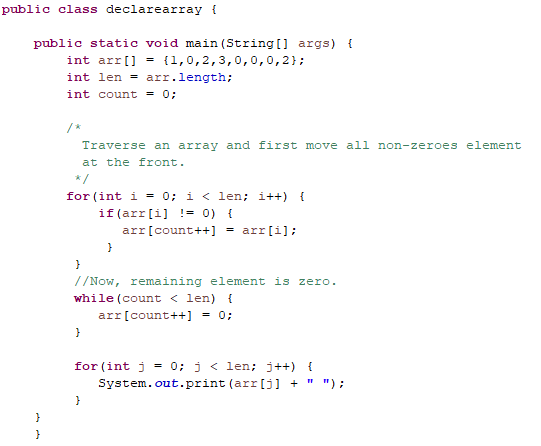 public class declarearray {
public static void main(String[] args) {
int arr[] = {1,0,2,3,0,0,0,2};
int len = arr.length;
int count = 0;
/*
Traverse an array and first move all non-zeroes element
at the front.
*/
for(int i = 0; i < len; i++) {
if(arr[i] != 0) {
arr[count++] = arr[i];
}
}
//Now, remaining element is zero.
while(count < len) {
arr[count++] = 0;
}
for(int j = 0; j < len; j++) {
System.out.print(arr[j] + " ");
}
}
}